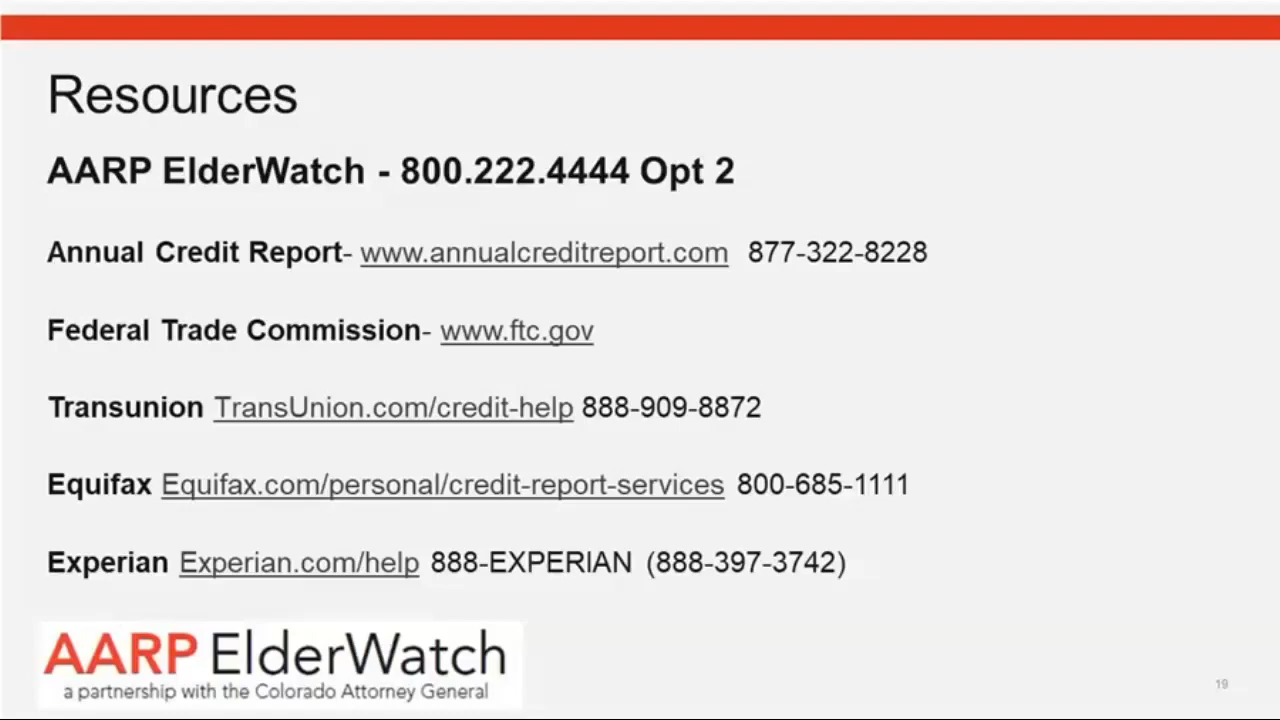 Resources
AARP ElderWatch - 800.222.4444 Opt 2
Annual Credit Report- www.annualcreditreport.com 877-322-8228
Federal Trade Commission- www.ftc.gov
Transunion TransUnion.com/credit-help 888-909-8872
Equifax Equifax.com/personal/credit-report-services 800-685-1111
Experian Experian.com/help 888-EXPERIAN (888-397-3742)
AARP ElderWatch
a partnership with the Colorado Attorney General
19